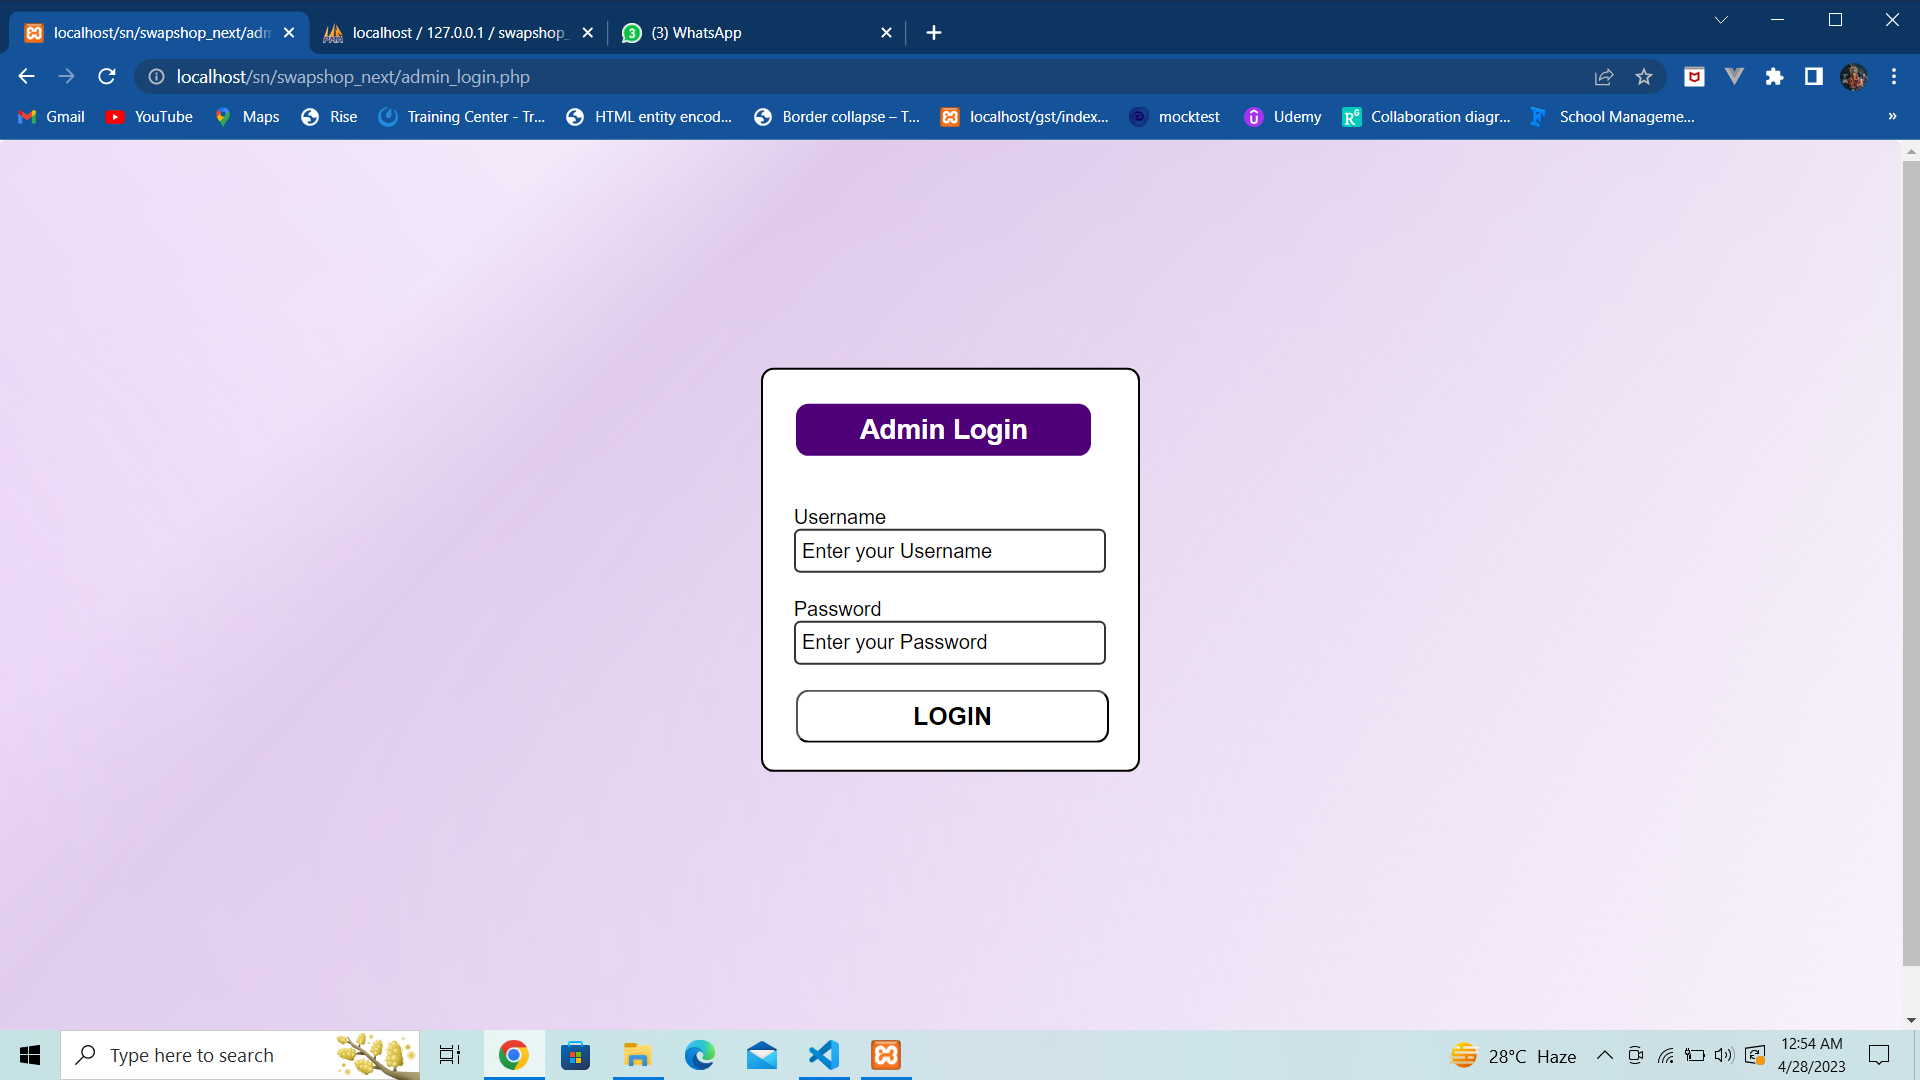 localhost/sn/swapshop_next/adm
localhost / 127.0.0.1 / swapshop_
(3) WhatsApp
localhost/sn/swapshop_next/admin_login.php
Gmail
YouTube
Maps
Rise
Training Center - Tr...
HTML entity encod...
Border collapse – T...
localhost/gst/index...
mocktest
Udemy
Collaboration diagr...
School Manageme...
»
Admin Login
Username
Enter your Username
Password
Enter your Password
LOGIN
Type here to search
28°C Haze
12:54 AM
4/28/2023